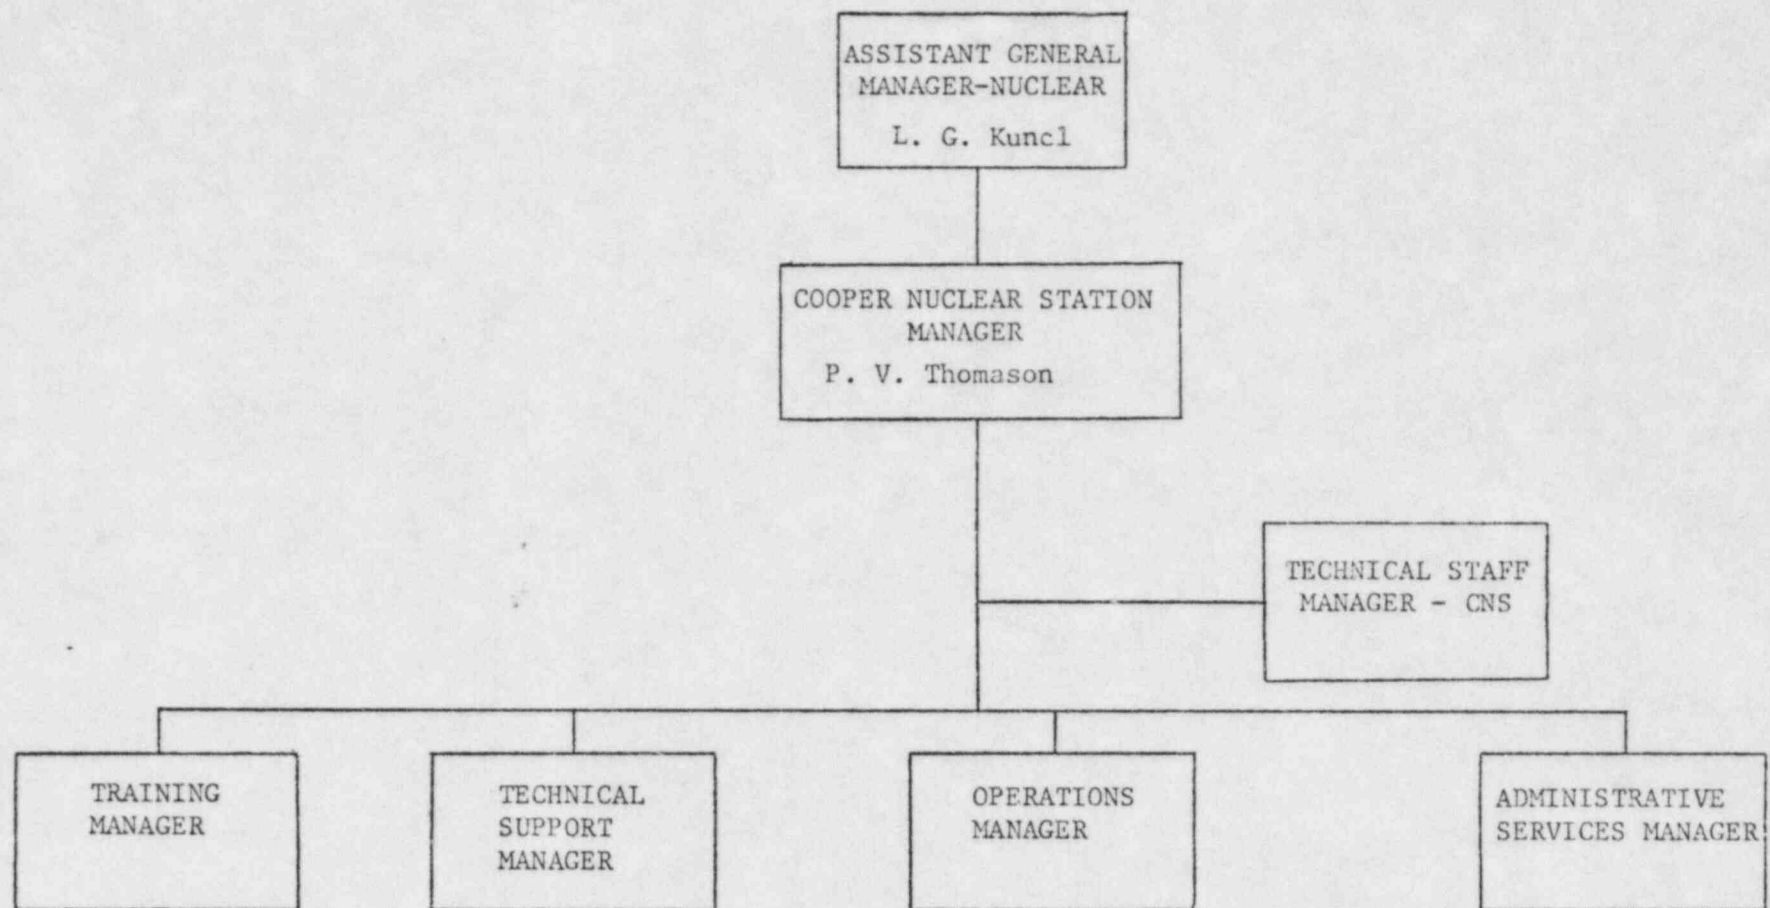 ASSISTANT GENERAL
MANAGER-NUCLEAR
L. G. Kuncl
COOPER NUCLEAR STATION
MANAGER
P. V. Thomason
TECHNICAL STAFF
MANAGER - CNS
TRAINING
MANAGER
TECHNICAL
SUPPORT
MANAGER
OPERATIONS
MANAGER
ADMINISTRATIVE
SERVICES MANAGER